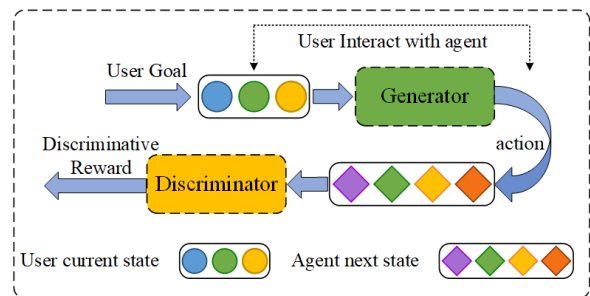 User Interact with agent
User Goal
Generator
action
Discriminative
Reward
Discriminator
User current state
Agent next state